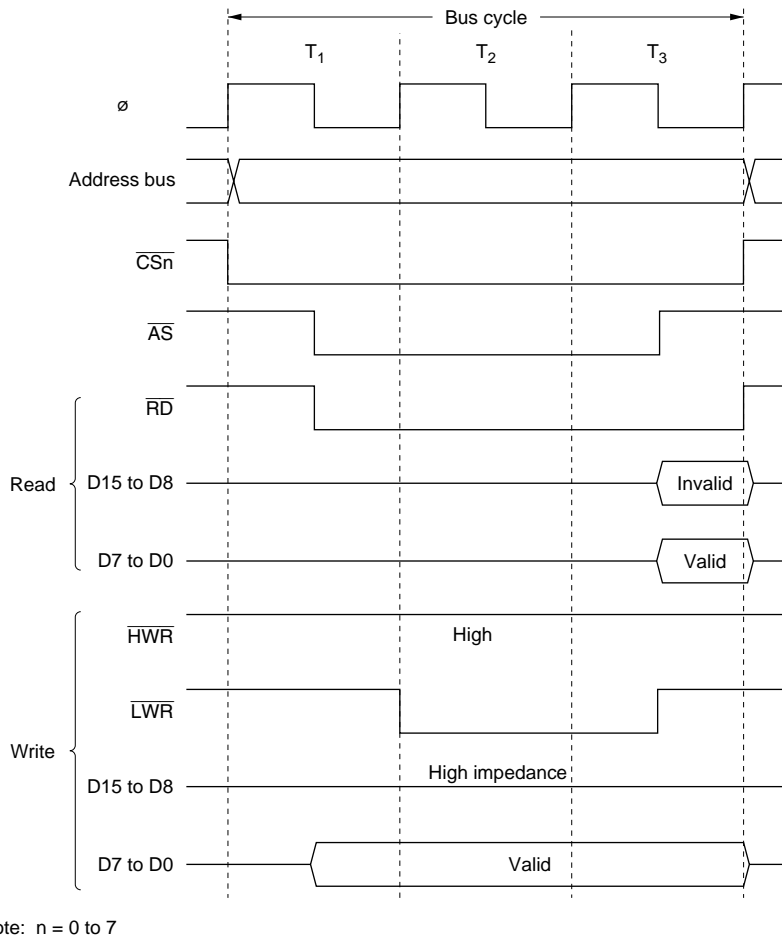 Bus cycle
T1 T2 T3
ø
Address bus
CSn
AS
RD
Read
D15 to D8 Invalid
D7 to D0 Valid
HWR High
LWR
Write
D15 to D8 High impedance
D7 to D0 Valid
ote: n = 0 to 7